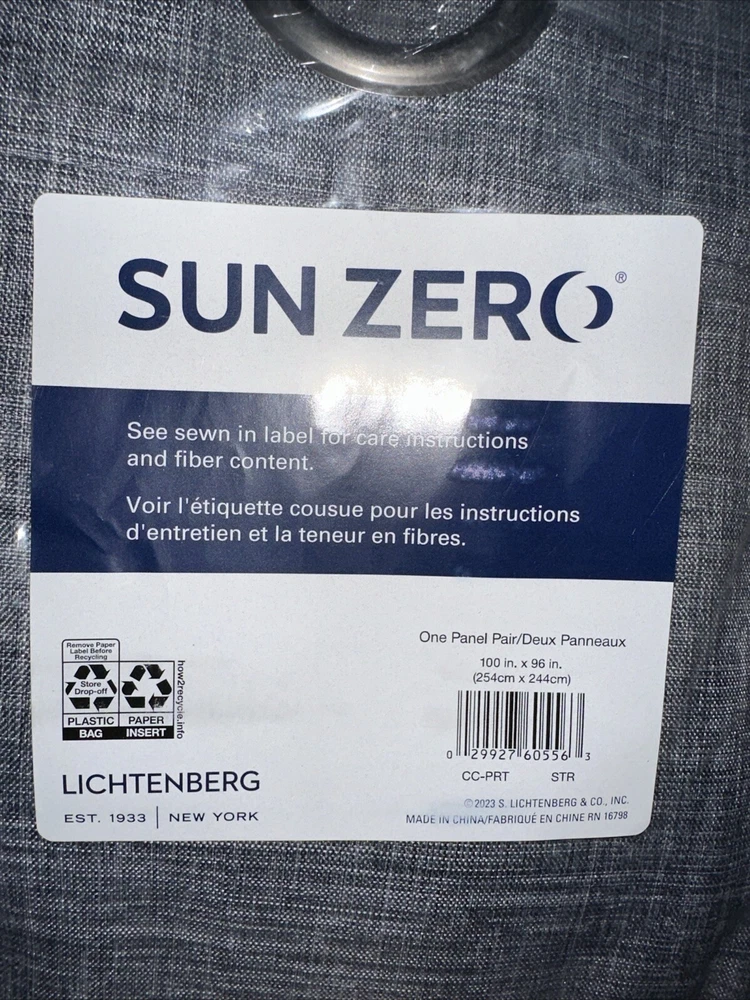 SUN ZERO®
See sewn in label for care instructions
and fiber content.
Voir l'étiquette cousue pour les instructions
d'entretien et la teneur en fibres.
Remove Paper
Label Before
Recycling
Store
Drop-off
PLASTIC
BAG
PAPER
INSERT
how2recycle.info
One Panel Pair/Deux Panneaux
100 in. x 96 in.
(254cm x 244cm)
0 29927 60556 3
CC-PRT STR
LICHTENBERG
EST. 1933 | NEW YORK
©2023 S. LICHTENBERG & CO., INC.
MADE IN CHINA/FABRIQUÉ EN CHINE RN 16798